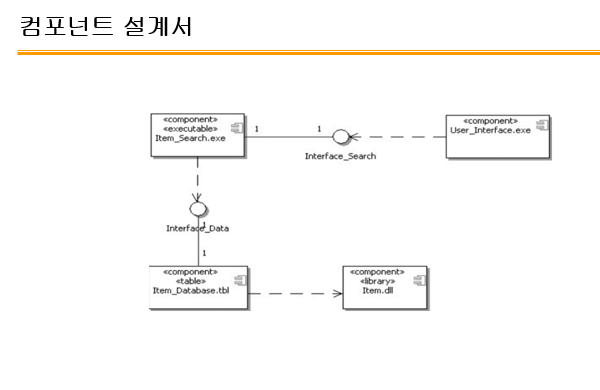 컴포넌트 설계서
«component»
«executable»
Item_Search.exe
1
1
Interface_Search
«component»
User_Interface.exe
Interface_Data
1
1
«component»
«table»
Item_Database.tbl
«component»
«library»
Item.dll